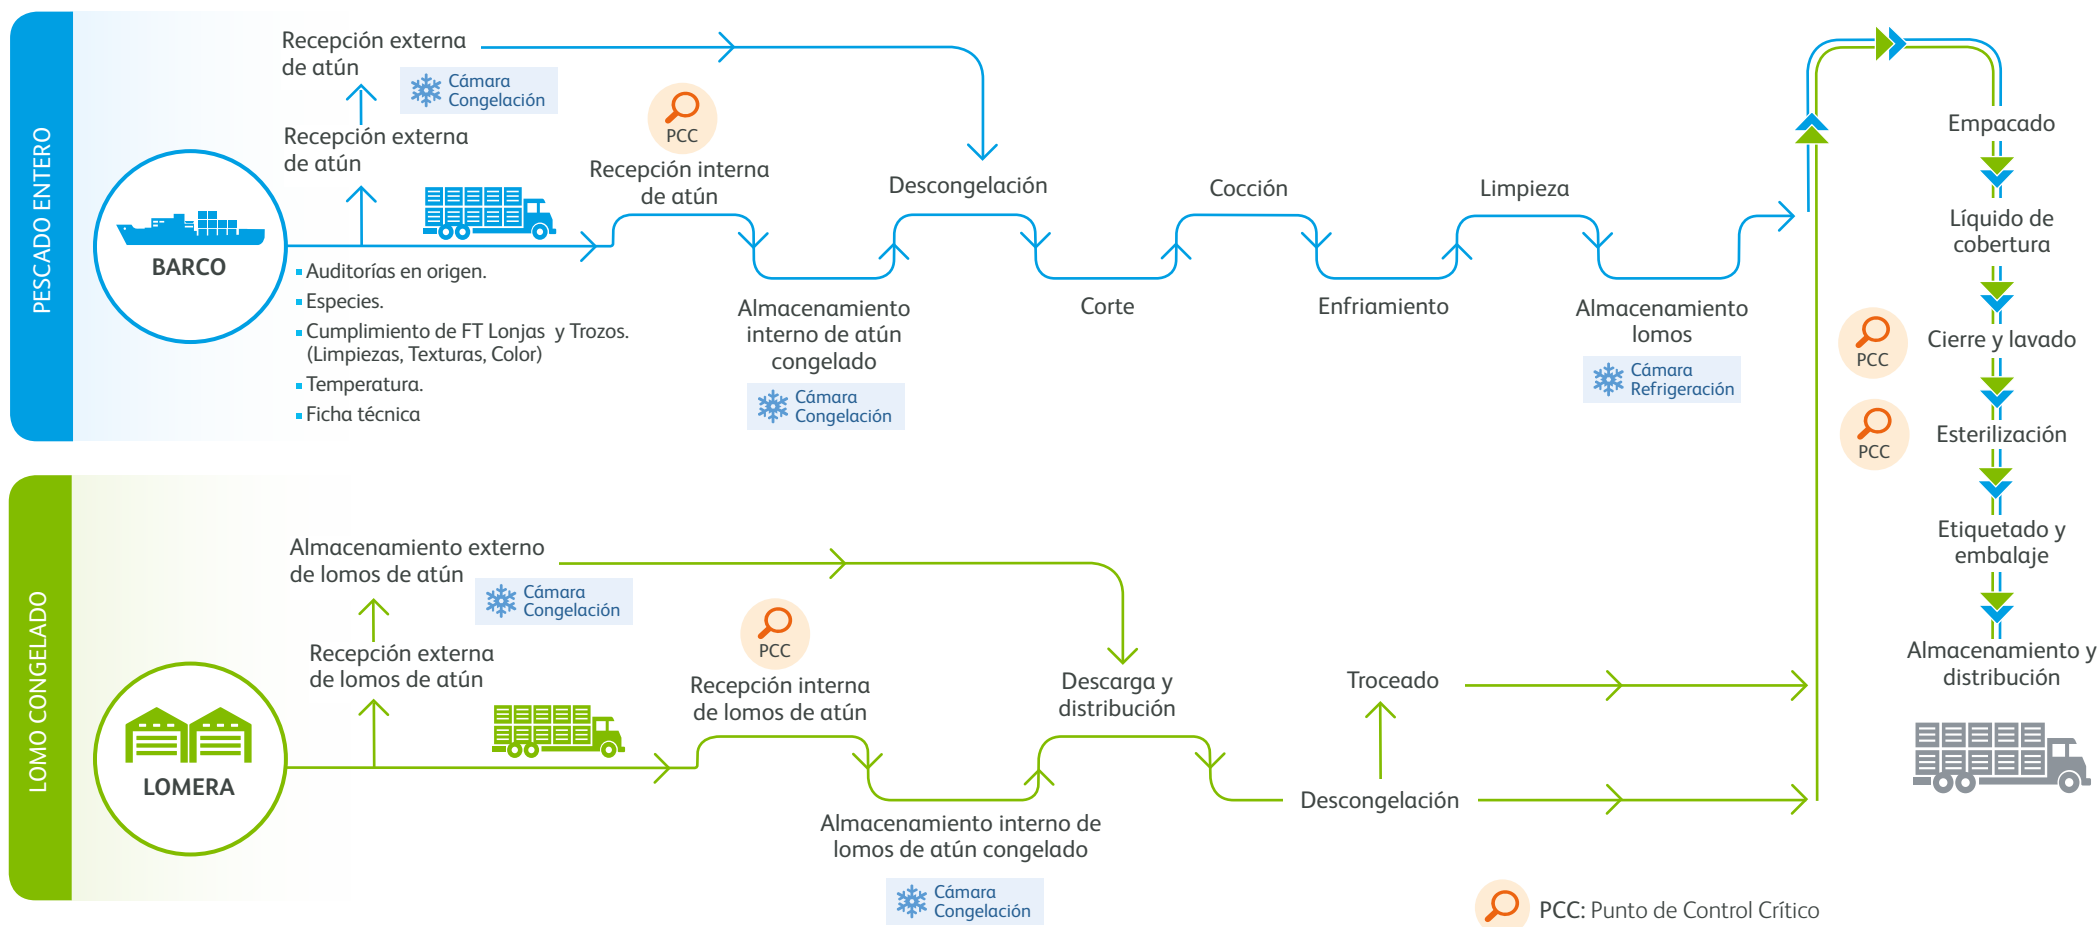 PESCADO ENTERO
BARCO
Recepción externa
de atún
Cámara
Congelación
Recepción externa
de atún
Auditorías en origen.
Especies.
Cumplimiento de FT Lonjas y Trozos.
(Limpiezas, Texturas, Color)
Temperatura.
Ficha técnica
PCC
Recepción interna
de atún
Almacenamiento
interno de atún
congelado
Cámara
Congelación
Descongelación
Corte
Cocción
Enfriamiento
Limpieza
Almacenamiento
lomos
Cámara
Refrigeración
Empacado
Líquido de
cobertura
PCC
Cierre y lavado
PCC
Esterilización
Etiquetado y
embalaje
Almacenamiento y
distribución
LOMO CONGELADO
LOMERA
Almacenamiento externo
de lomos de atún
Cámara
Congelación
Recepción externa
de lomos de atún
PCC
Recepción interna
de lomos de atún
Almacenamiento interno de
lomos de atún congelado
Cámara
Congelación
Descarga y
distribución
Troceado
Descongelación
PCC: Punto de Control Crítico